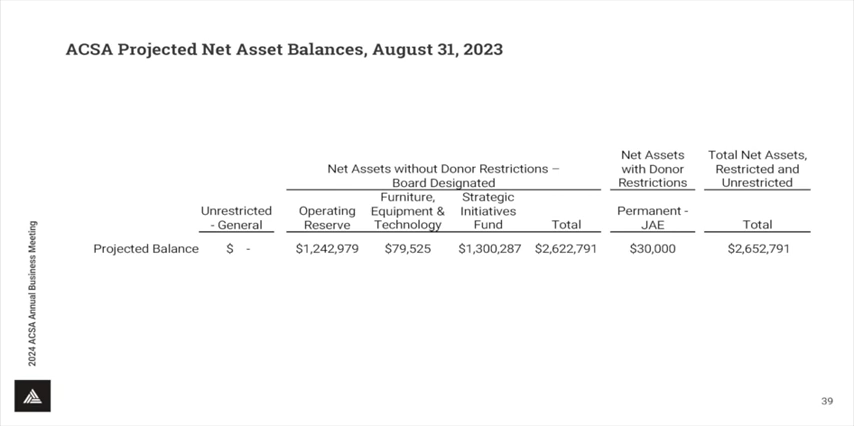 ACSA Projected Net Asset Balances, August 31, 2023
Net Assets without Donor Restrictions –
Board Designated
Net Assets
with Donor
Restrictions
Total Net Assets,
Restricted and
Unrestricted
Unrestricted
- General
Operating
Reserve
Furniture,
Equipment &
Technology
Strategic
Initiatives
Fund
Total
Permanent -
JAE
Total
Projected Balance $ - $1,242,979 $79,525 $1,300,287 $2,622,791 $30,000 $2,652,791
2024 ACSA Annual Business Meeting
39